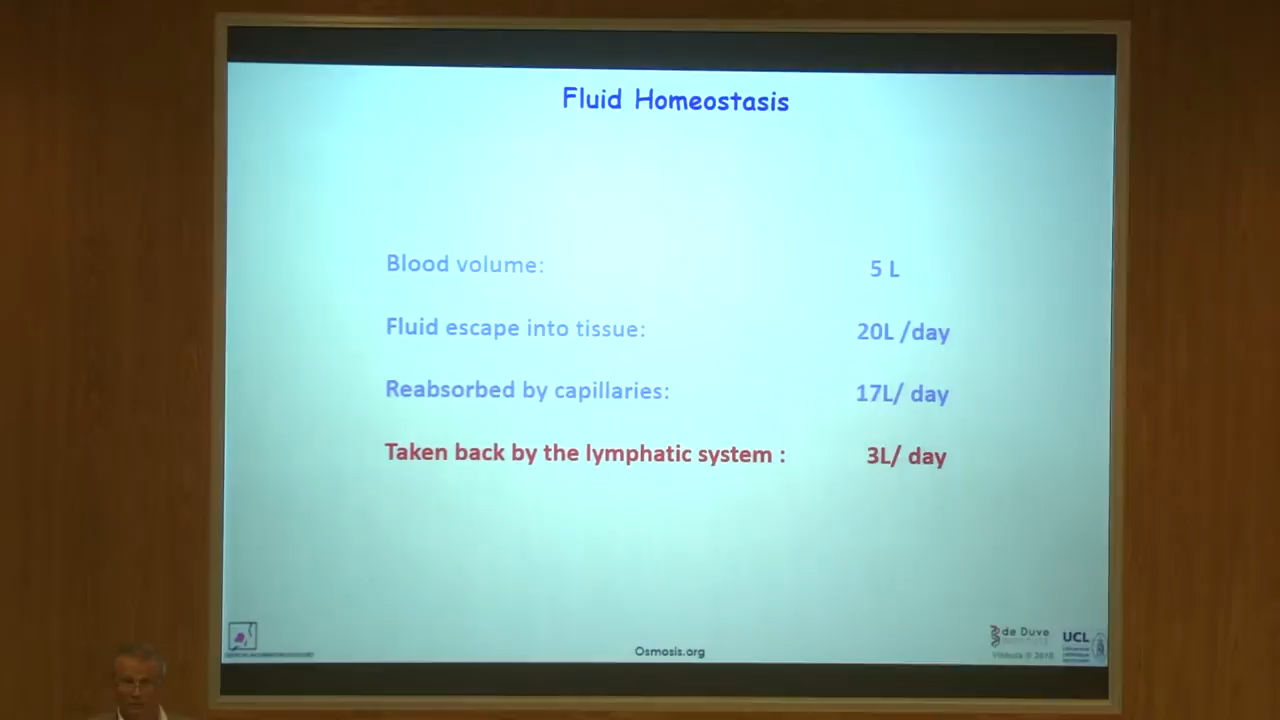 Fluid Homeostasis
Blood volume: 5 L
Fluid escape into tissue: 20L /day
Reabsorbed by capillaries: 17L/ day
Taken back by the lymphatic system : 3L/ day
Osmosis.org
de Duve
UCL